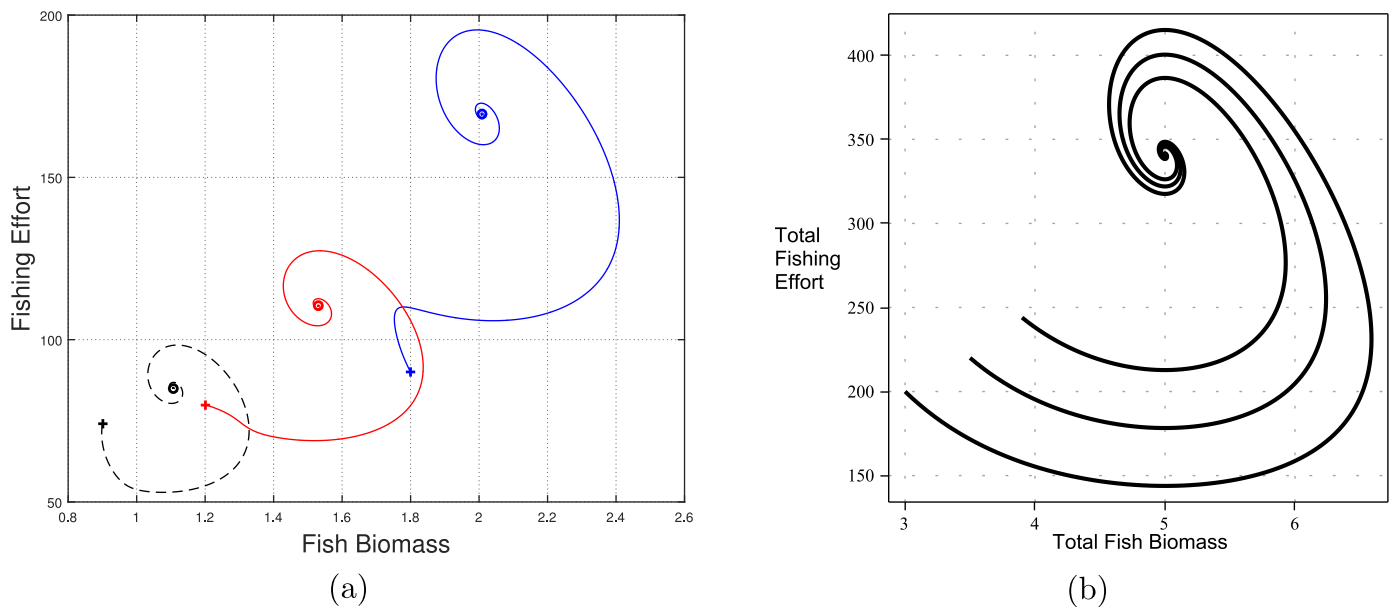 200
150
100
50
Fishing Effort
0.8 1 1.2 1.4 1.6 1.8 2 2.2 2.4 2.6
Fish Biomass
(a)
400
350
300
250
200
150
Total
Fishing
Effort
3 4 5 6
Total Fish Biomass
(b)